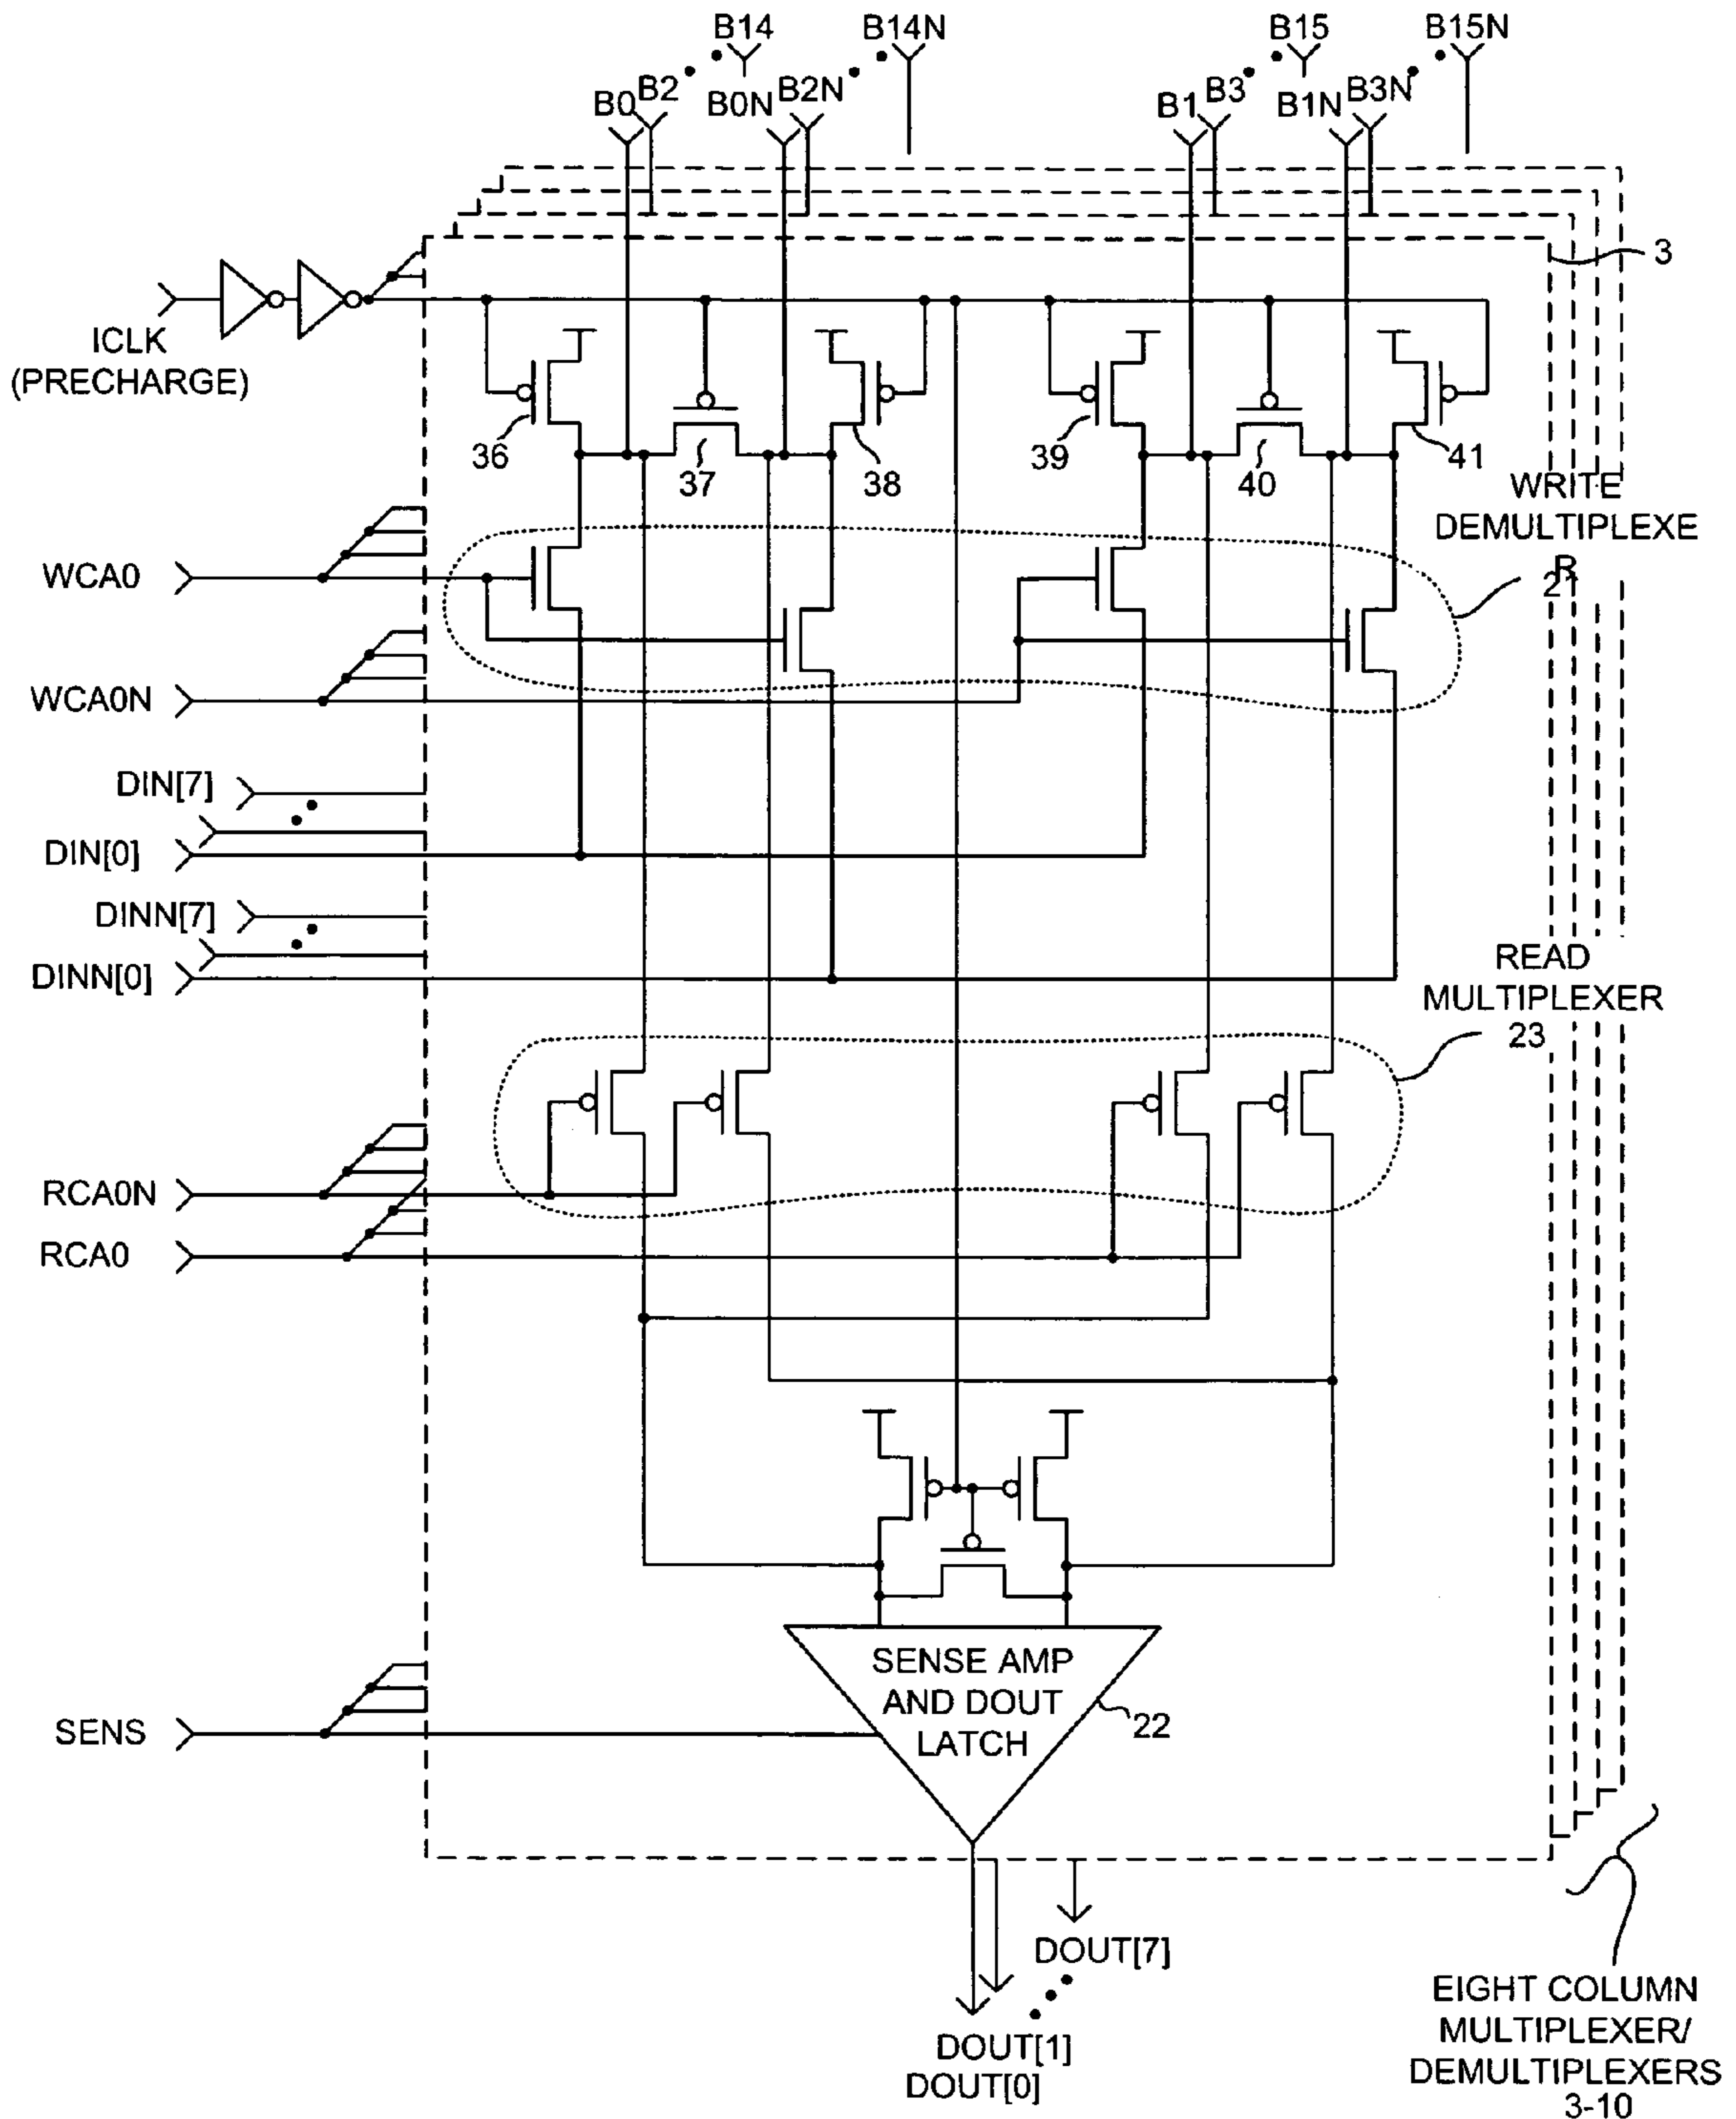 B14 B14N B15 B15N
B0 B2 B0N B2N B1 B3 B1N B3N
3
ICLK
(PRECHARGE)
36 37 38 39 40 41
WRITE
DEMULTIPLEXE
R
21
WCA0
WCA0N
DIN[7]
DIN[0]
DINN[7]
DINN[0]
READ
MULTIPLEXER
23
RCA0N
RCA0
SENSE AMP
AND DOUT
LATCH
22
SENS
DOUT[7]
DOUT[1]
DOUT[0]
EIGHT COLUMN
MULTIPLEXER/
DEMULTIPLEXERS
3-10